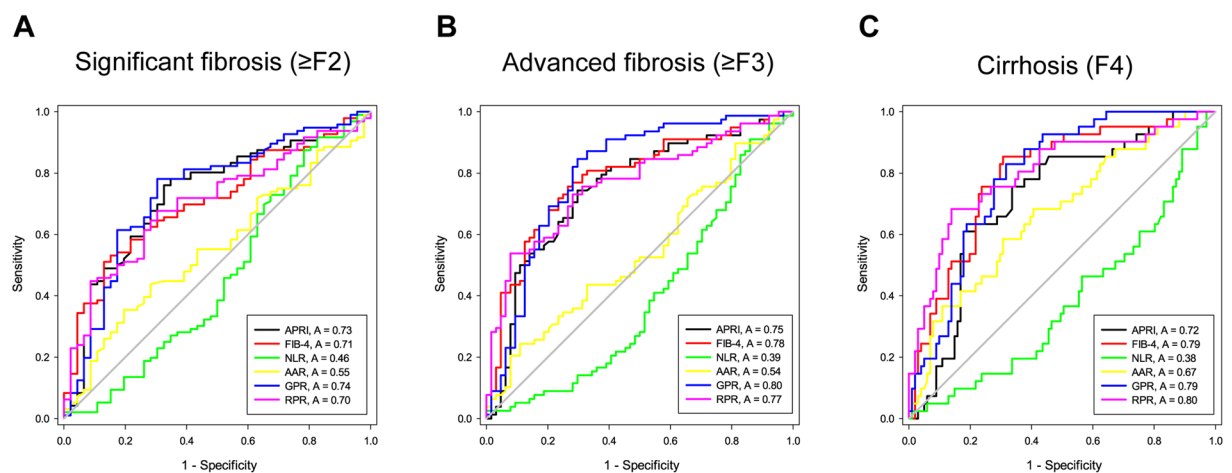 A
Significant fibrosis (≥F2)
Sensitivity
1.0
0.8
0.6
0.4
0.2
0.0
APRI, A = 0.73
FIB-4, A = 0.71
NLR, A = 0.46
AAR, A = 0.55
GPR, A = 0.74
RPR, A = 0.70
0.0 0.2 0.4 0.6 0.8 1.0
1 - Specificity
B
Advanced fibrosis (≥F3)
Sensitivity
1.0
0.8
0.6
0.4
0.2
0.0
APRI, A = 0.75
FIB-4, A = 0.78
NLR, A = 0.39
AAR, A = 0.54
GPR, A = 0.80
RPR, A = 0.77
0.0 0.2 0.4 0.6 0.8 1.0
1 - Specificity
C
Cirrhosis (F4)
Sensitivity
1.0
0.8
0.6
0.4
0.2
0.0
APRI, A = 0.72
FIB-4, A = 0.79
NLR, A = 0.38
AAR, A = 0.67
GPR, A = 0.79
RPR, A = 0.80
0.0 0.2 0.4 0.6 0.8 1.0
1 - Specificity